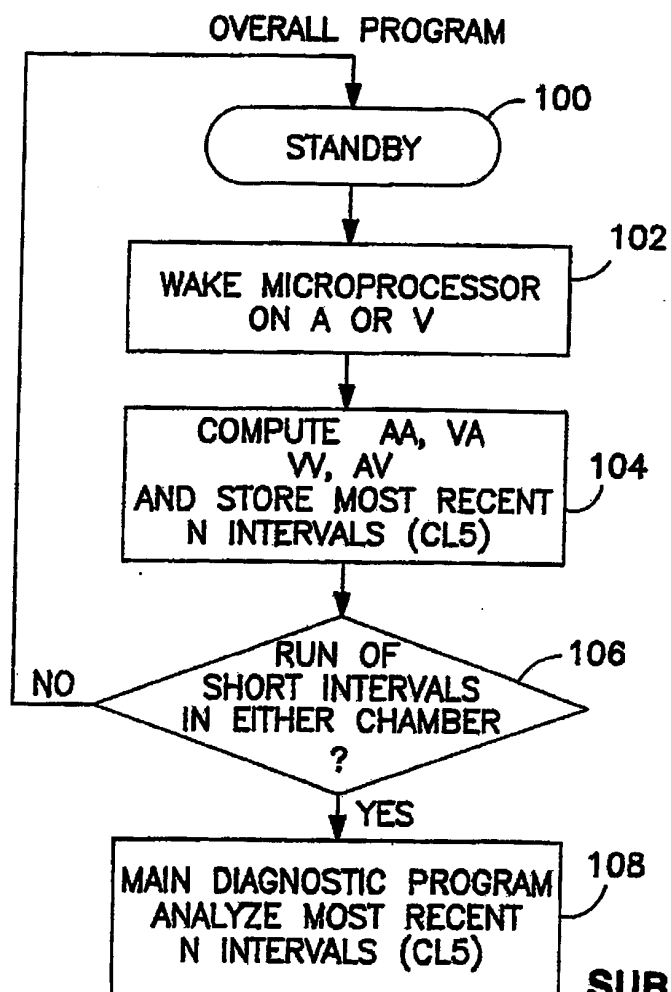 OVERALL PROGRAM
100
STANDBY
102
WAKE MICROPROCESSOR
ON A OR V
COMPUTE AA, VA
VV, AV
104
AND STORE MOST RECENT
N INTERVALS (CL5)
106
RUN OF
SHORT INTERVALS
IN EITHER CHAMBER
?
NO
YES
108
MAIN DIAGNOSTIC PROGRAM
ANALYZE MOST RECENT
N INTERVALS (CL5)
SUB